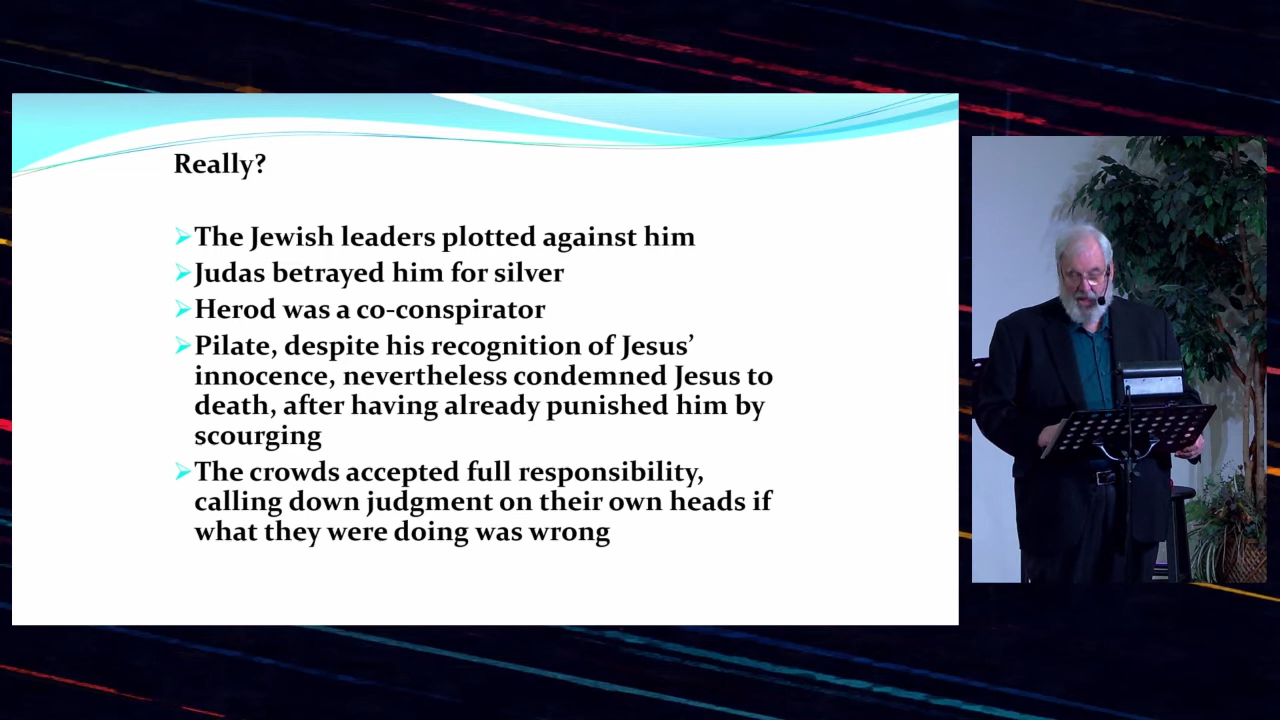 Really?
The Jewish leaders plotted against him
Judas betrayed him for silver
Herod was a co-conspirator
Pilate, despite his recognition of Jesus’
innocence, nevertheless condemned Jesus to
death, after having already punished him by
scourging
The crowds accepted full responsibility,
calling down judgment on their own heads if
what they were doing was wrong